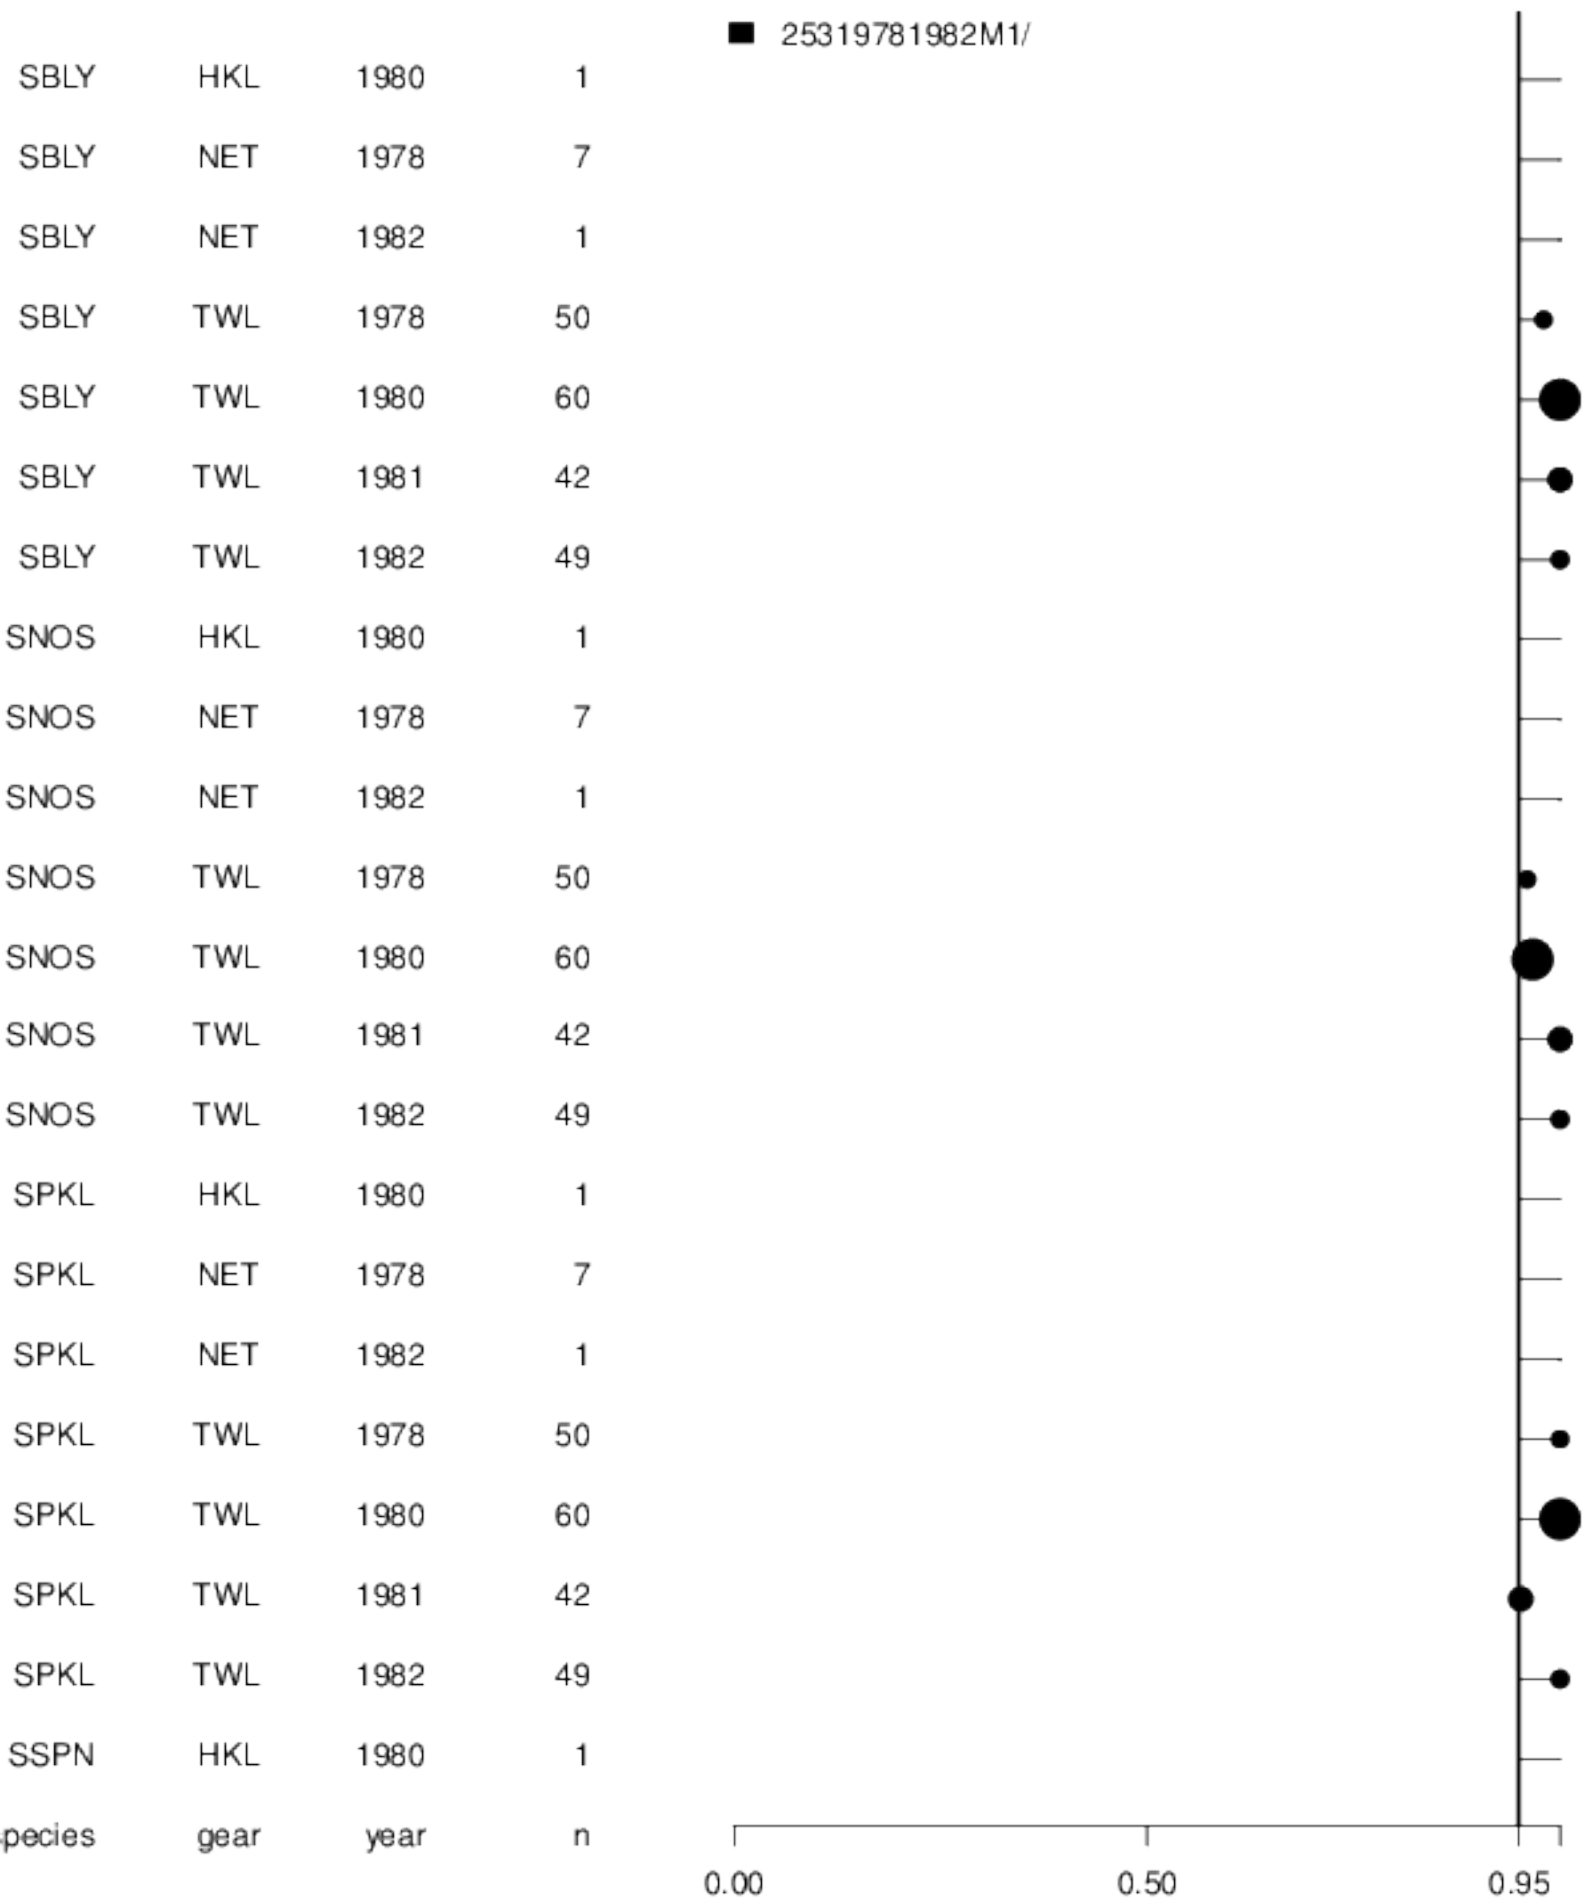 25319781982M1/
SBLY HKL 1980 1
SBLY NET 1978 7
SBLY NET 1982 1
SBLY TWL 1978 50
SBLY TWL 1980 60
SBLY TWL 1981 42
SBLY TWL 1982 49
SNOS HKL 1980 1
SNOS NET 1978 7
SNOS NET 1982 1
SNOS TWL 1978 50
SNOS TWL 1980 60
SNOS TWL 1981 42
SNOS TWL 1982 49
SPKL HKL 1980 1
SPKL NET 1978 7
SPKL NET 1982 1
SPKL TWL 1978 50
SPKL TWL 1980 60
SPKL TWL 1981 42
SPKL TWL 1982 49
SSPN HKL 1980 1
pecies gear year n
0.00 0.50 0.95